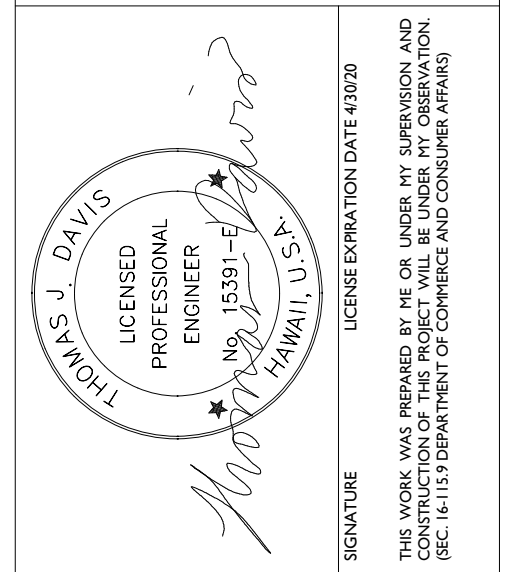 THOMAS J. DAVIS
LICENSED
PROFESSIONAL
ENGINEER
No. 15391-E
HAWAII, U.S.A.
Thomas Davis
SIGNATURE
LICENSE EXPIRATION DATE 4/30/20
THIS WORK WAS PREPARED BY ME OR UNDER MY SUPERVISION AND
CONSTRUCTION OF THIS PROJECT WILL BE UNDER MY OBSERVATION.
(SEC. 16-115.9 DEPARTMENT OF COMMERCE AND CONSUMER AFFAIRS)